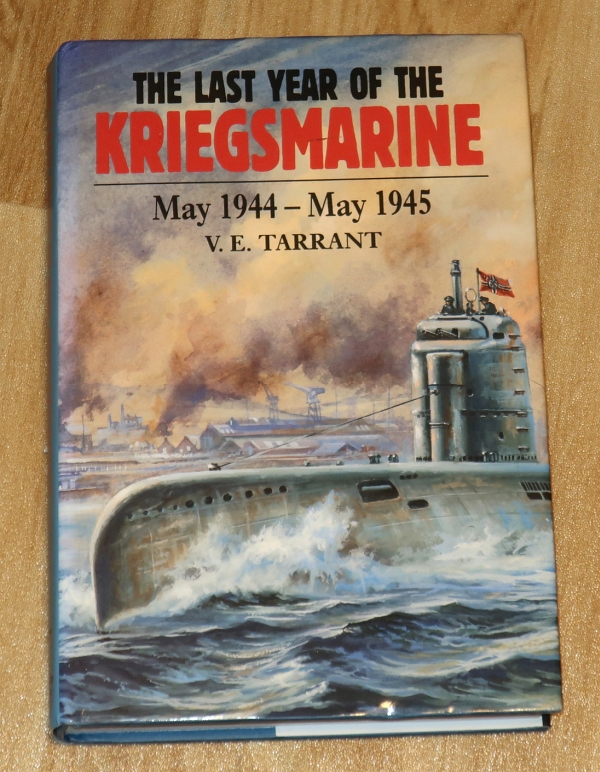 THE LAST YEAR OF THE
KRIEGSMARINE
May 1944 – May 1945
V. E. TARRANT